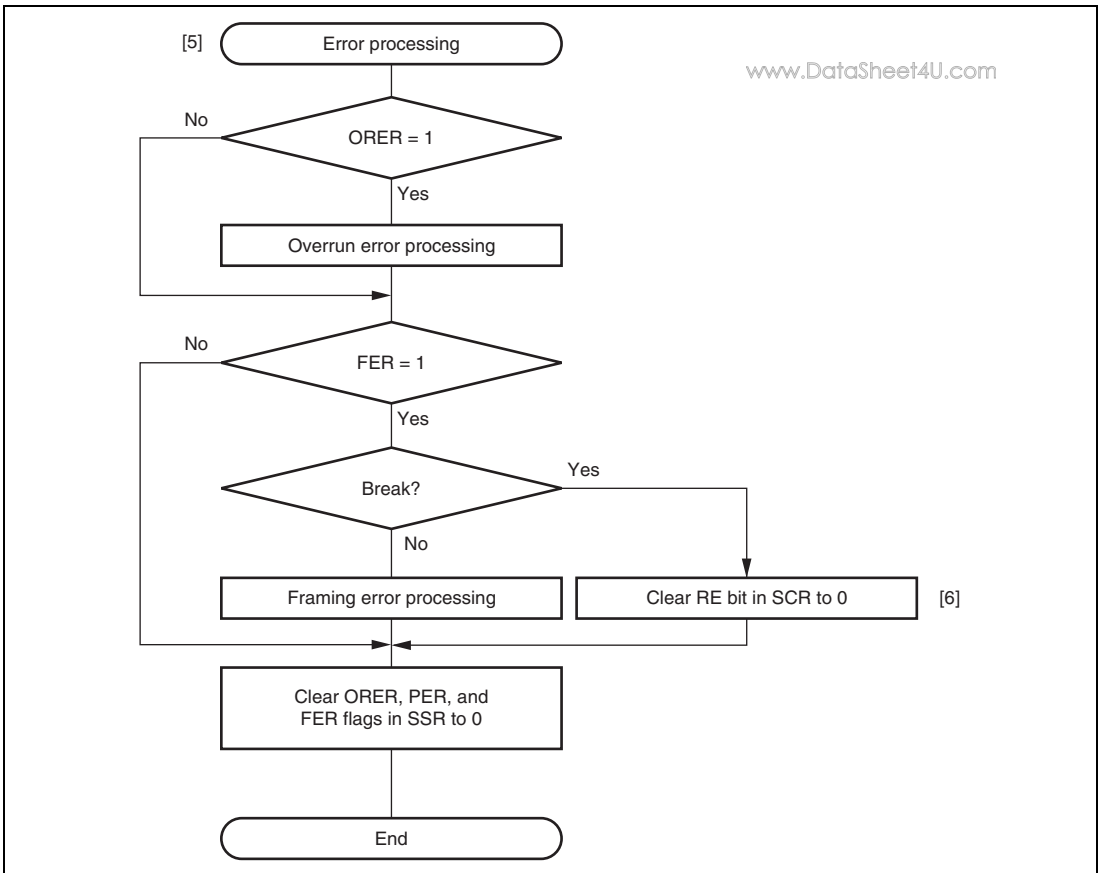 [5]
Error processing
www.DataSheet4U.com
No
ORER = 1
Yes
Overrun error processing
No
FER = 1
Yes
Break?
Yes
No
Framing error processing
Clear RE bit in SCR to 0
[6]
Clear ORER, PER, and
FER flags in SSR to 0
End